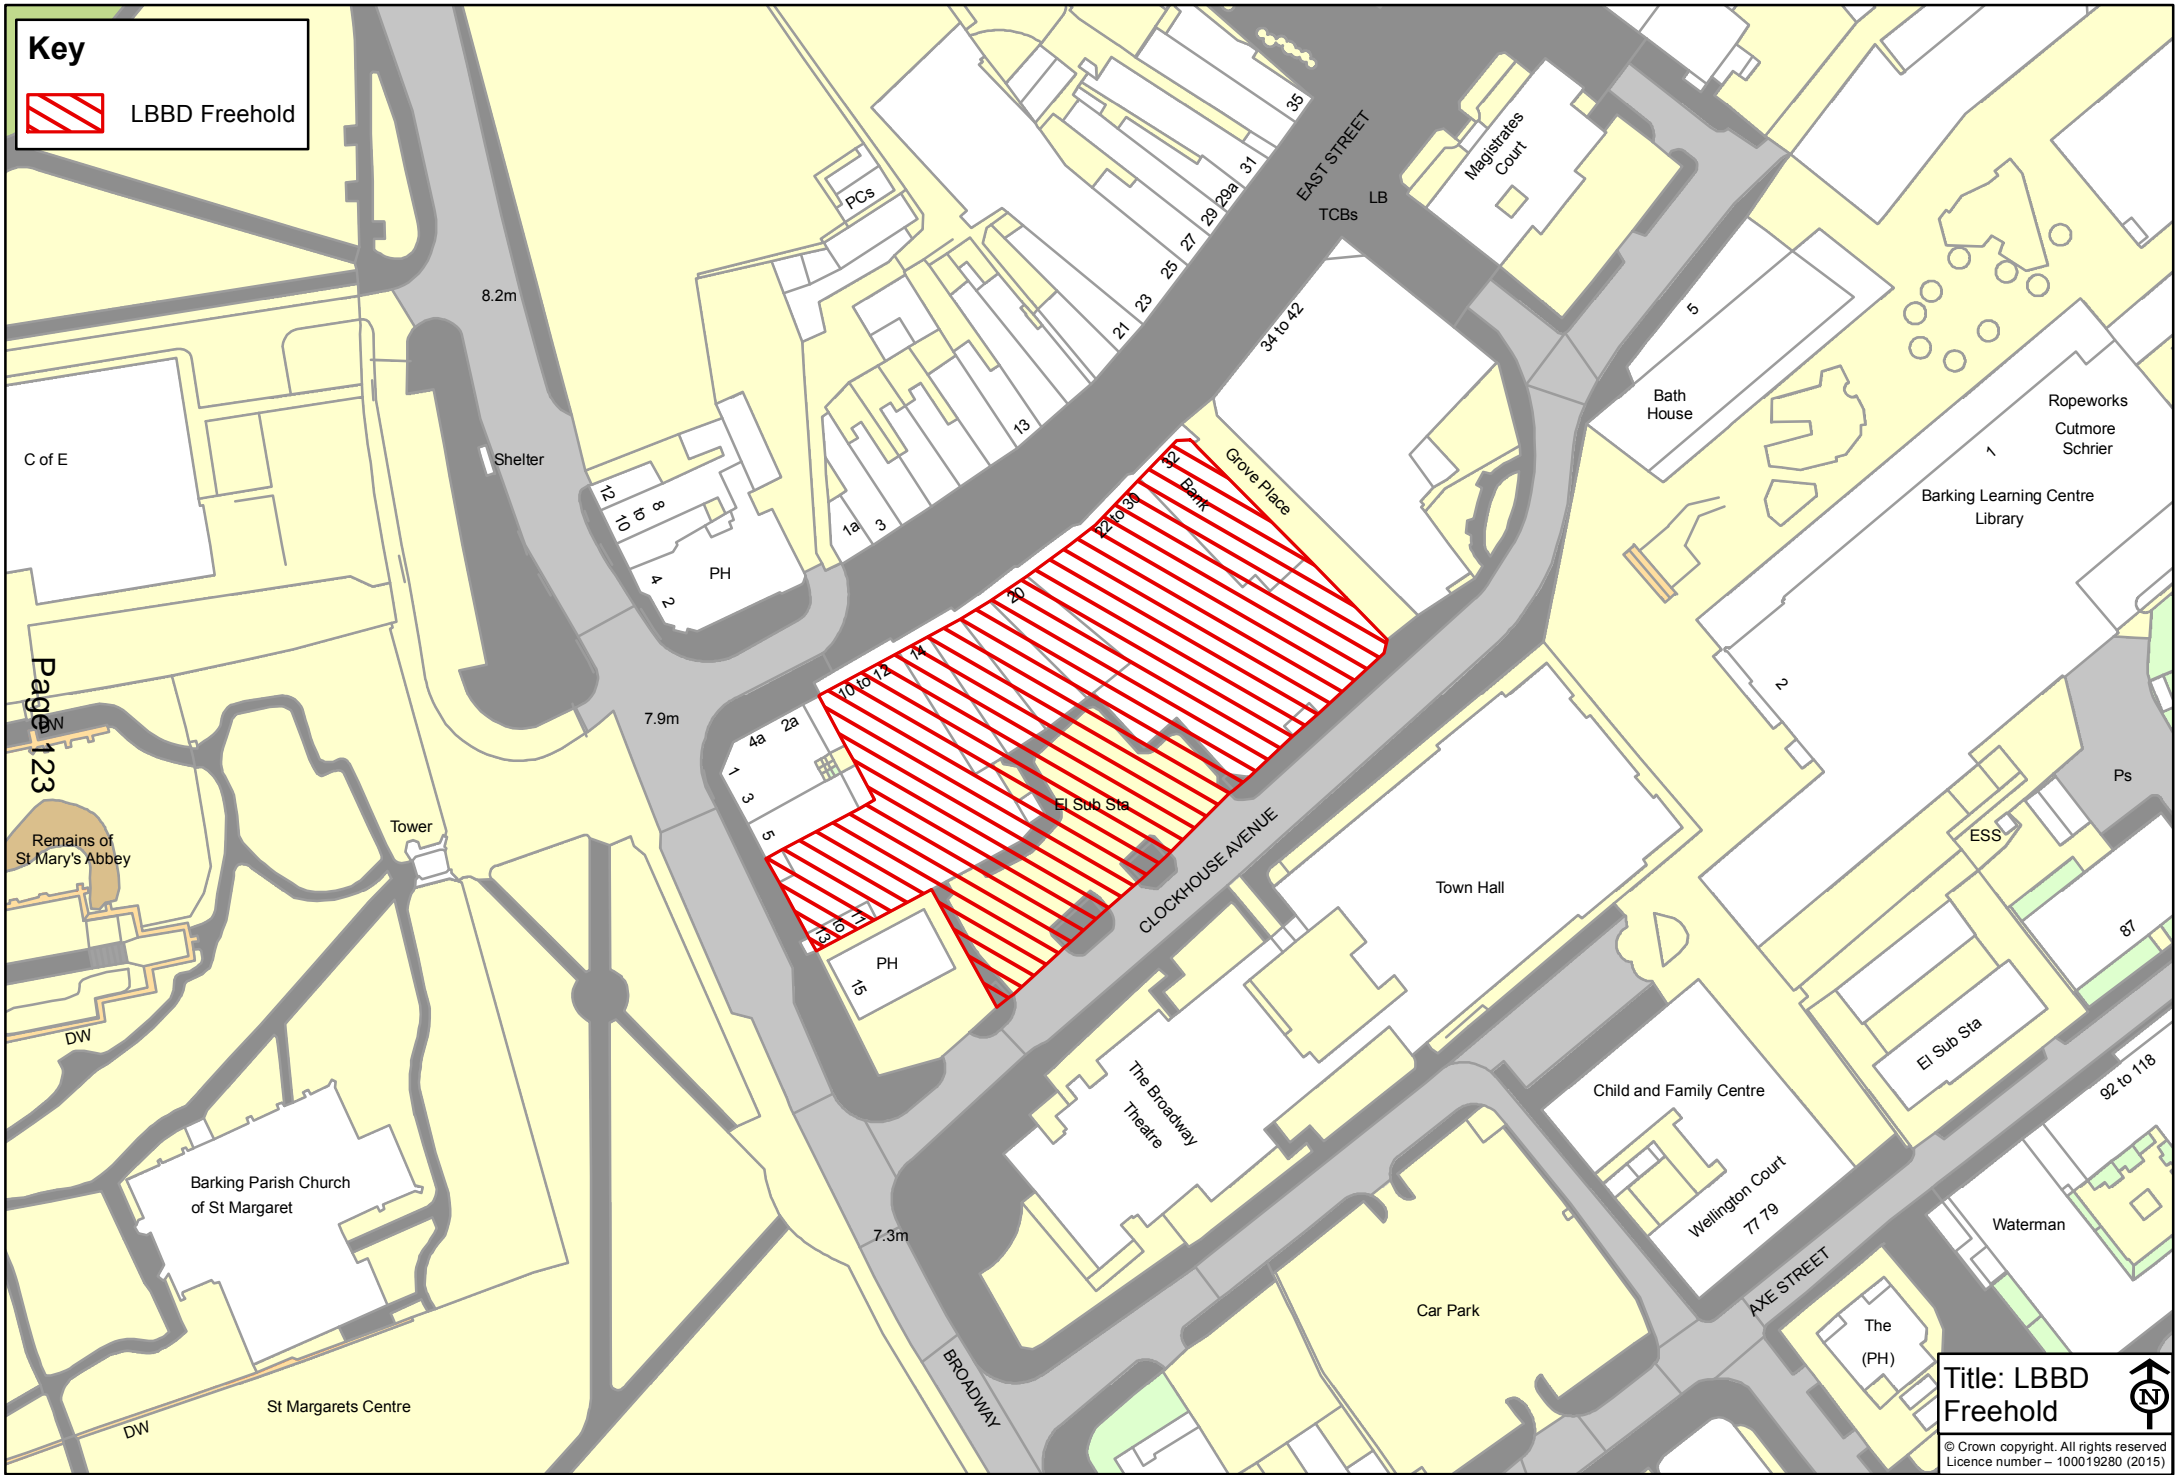 Key
LBBD Freehold
35
EAST STREET
Magistrates
Court
31
29a
29
27
25
23
21
LB
TCBs
PCs
8.2m
34 to 42
5
Bath
House
Ropeworks
Cutmore
Schrier
1
Barking Learning Centre
Library
2
C of E
Shelter
12
10
to
8
4
2
PH
1a
3
13
32
Bank
22 to 30
Grove Place
20
14
10 to 12
2a
4a
1
3
5
7.9m
El Sub Sta
CLOCKHOUSE AVENUE
Town Hall
Page 123
DW
Remains of
St Mary's Abbey
Tower
11
to
13
PH
15
DW
Ps
ESS
87
El Sub Sta
92 to 118
The Broadway
Theatre
Child and Family Centre
Wellington Court
77 79
Waterman
Barking Parish Church
of St Margaret
7.3m
Car Park
AXE STREET
BROADWAY
The
(PH)
St Margarets Centre
DW
Title: LBBD
Freehold
N
© Crown copyright. All rights reserved
Licence number – 100019280 (2015)